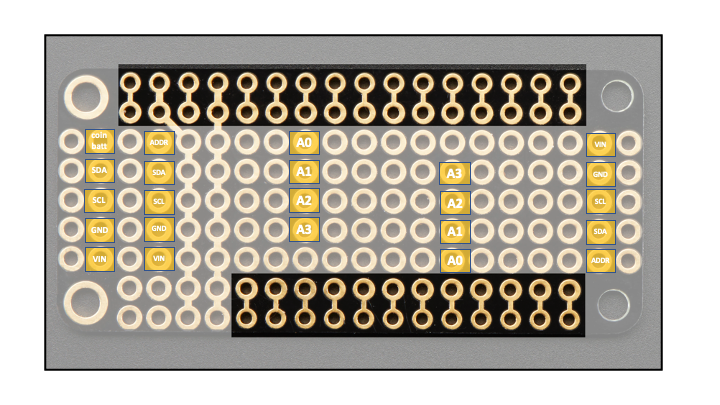 coin
batt
ADDR
A0
VIN
SDA
SDA
A1
A3
GND
SCL
SCL
A2
A2
SCL
GND
GND
A3
A1
SDA
VIN
VIN
A0
ADDR